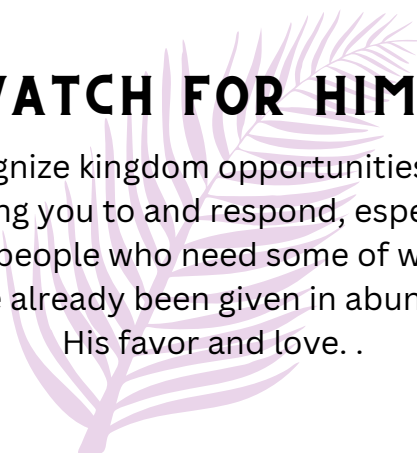 WATCH FOR HIM
gnize kingdom opportunities
ng you to and respond, espe
people who need some of w
e already been given in abun
His favor and love. .